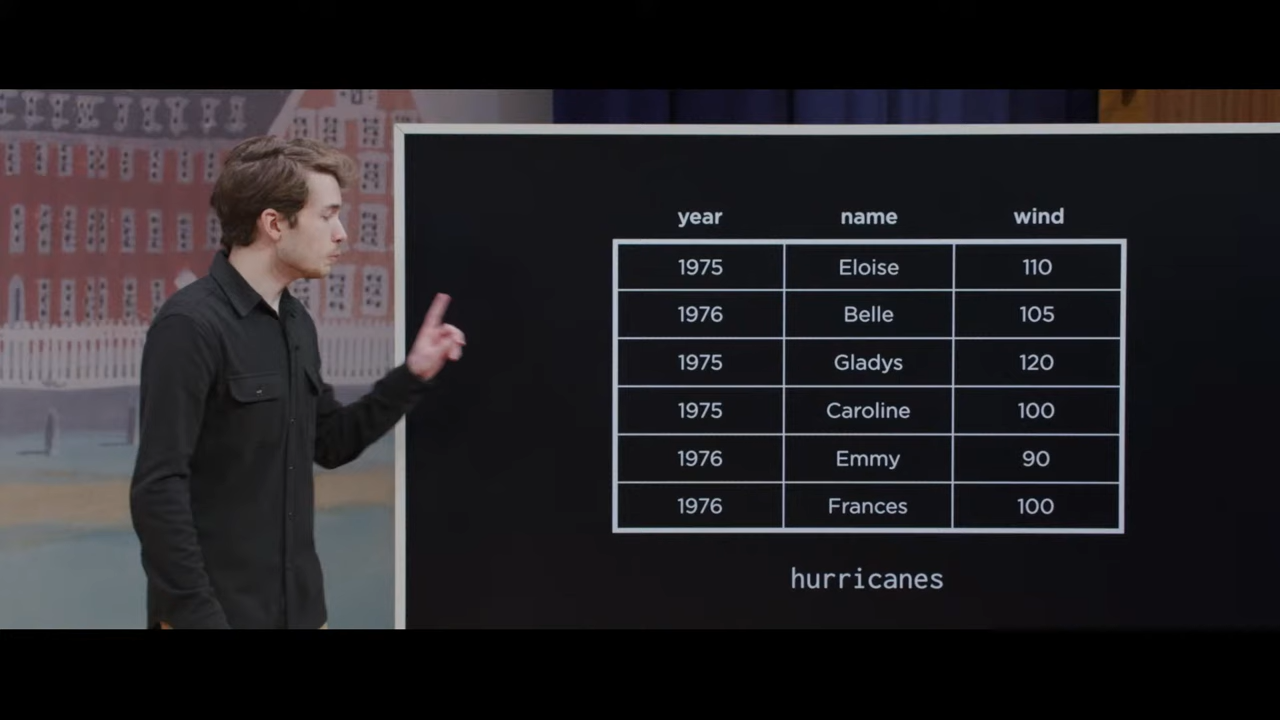 year name wind
1975 Eloise 110
1976 Belle 105
1975 Gladys 120
1975 Caroline 100
1976 Emmy 90
1976 Frances 100
hurricanes